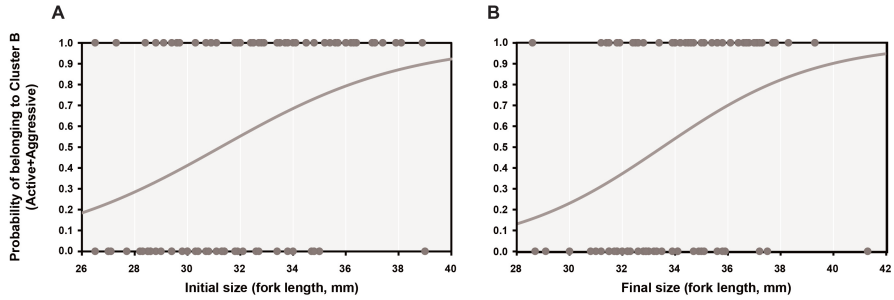 A
B
Probability of belonging to Cluster B
(Active+Aggressive)
1.0
0.9
0.8
0.7
0.6
0.5
0.4
0.3
0.2
0.1
0.0
26 28 30 32 34 36 38 40
Initial size (fork length, mm)
1.0
0.9
0.8
0.7
0.6
0.5
0.4
0.3
0.2
0.1
0.0
28 30 32 34 36 38 40 42
Final size (fork length, mm)